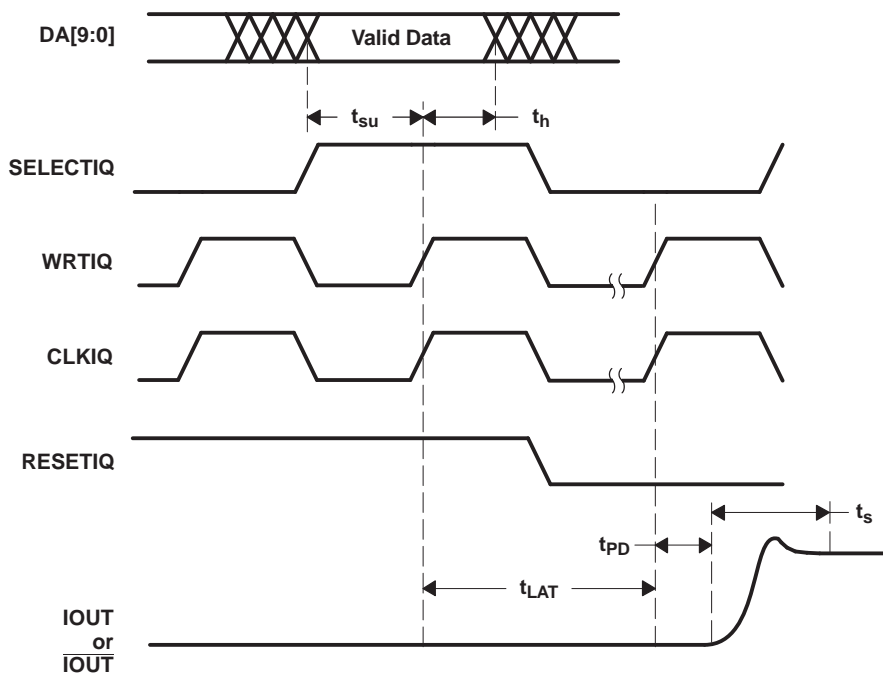 DA[9:0]
Valid Data
tsu
th
SELECTIQ
WRTIQ
CLKIQ
RESETIQ
ts
tPD
tLAT
IOUT
or
IOUT